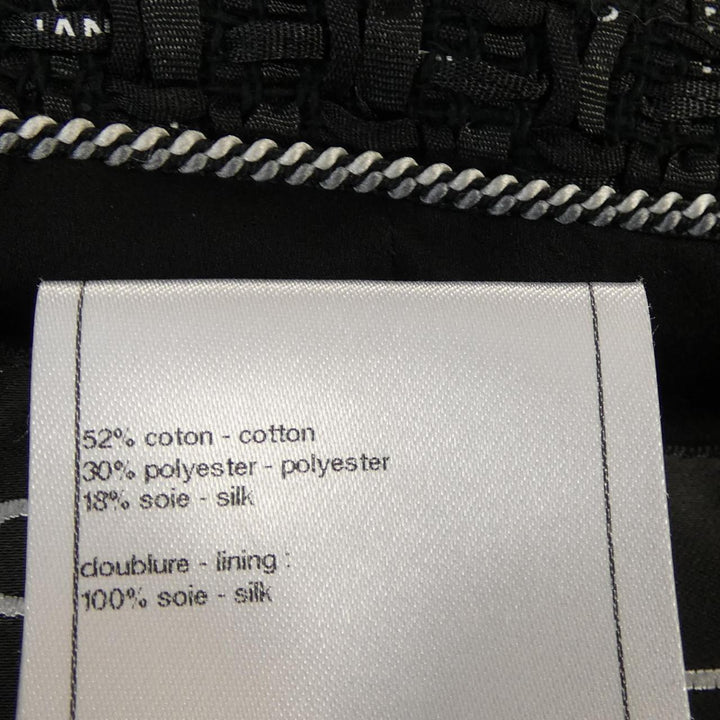 52% coton - cotton
30% polyester - polyester
18% soie - silk
doublure - lining :
100% soie - silk